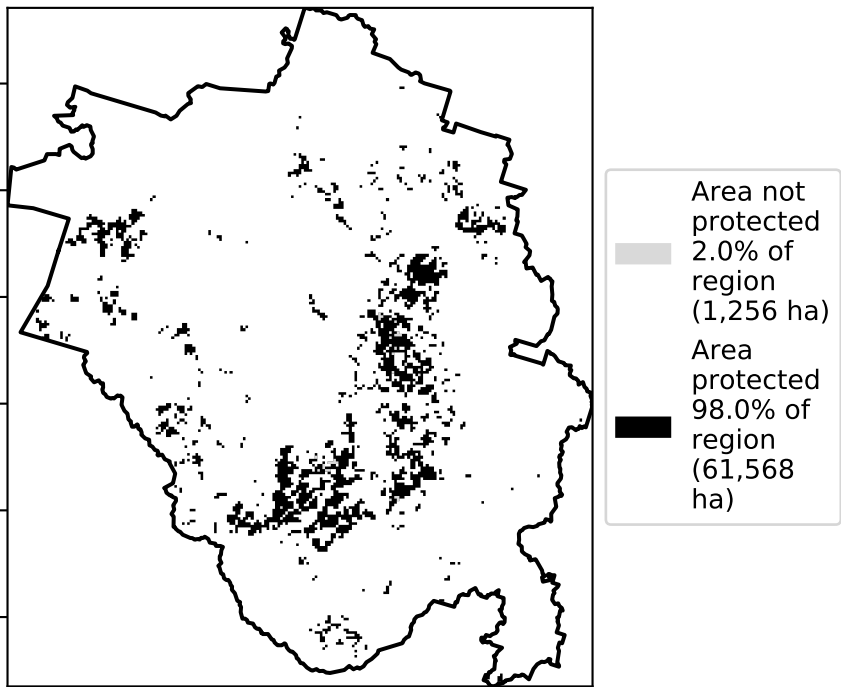 Area not
protected
2.0% of
region
(1,256 ha)
Area
protected
98.0% of
region
(61,568
ha)